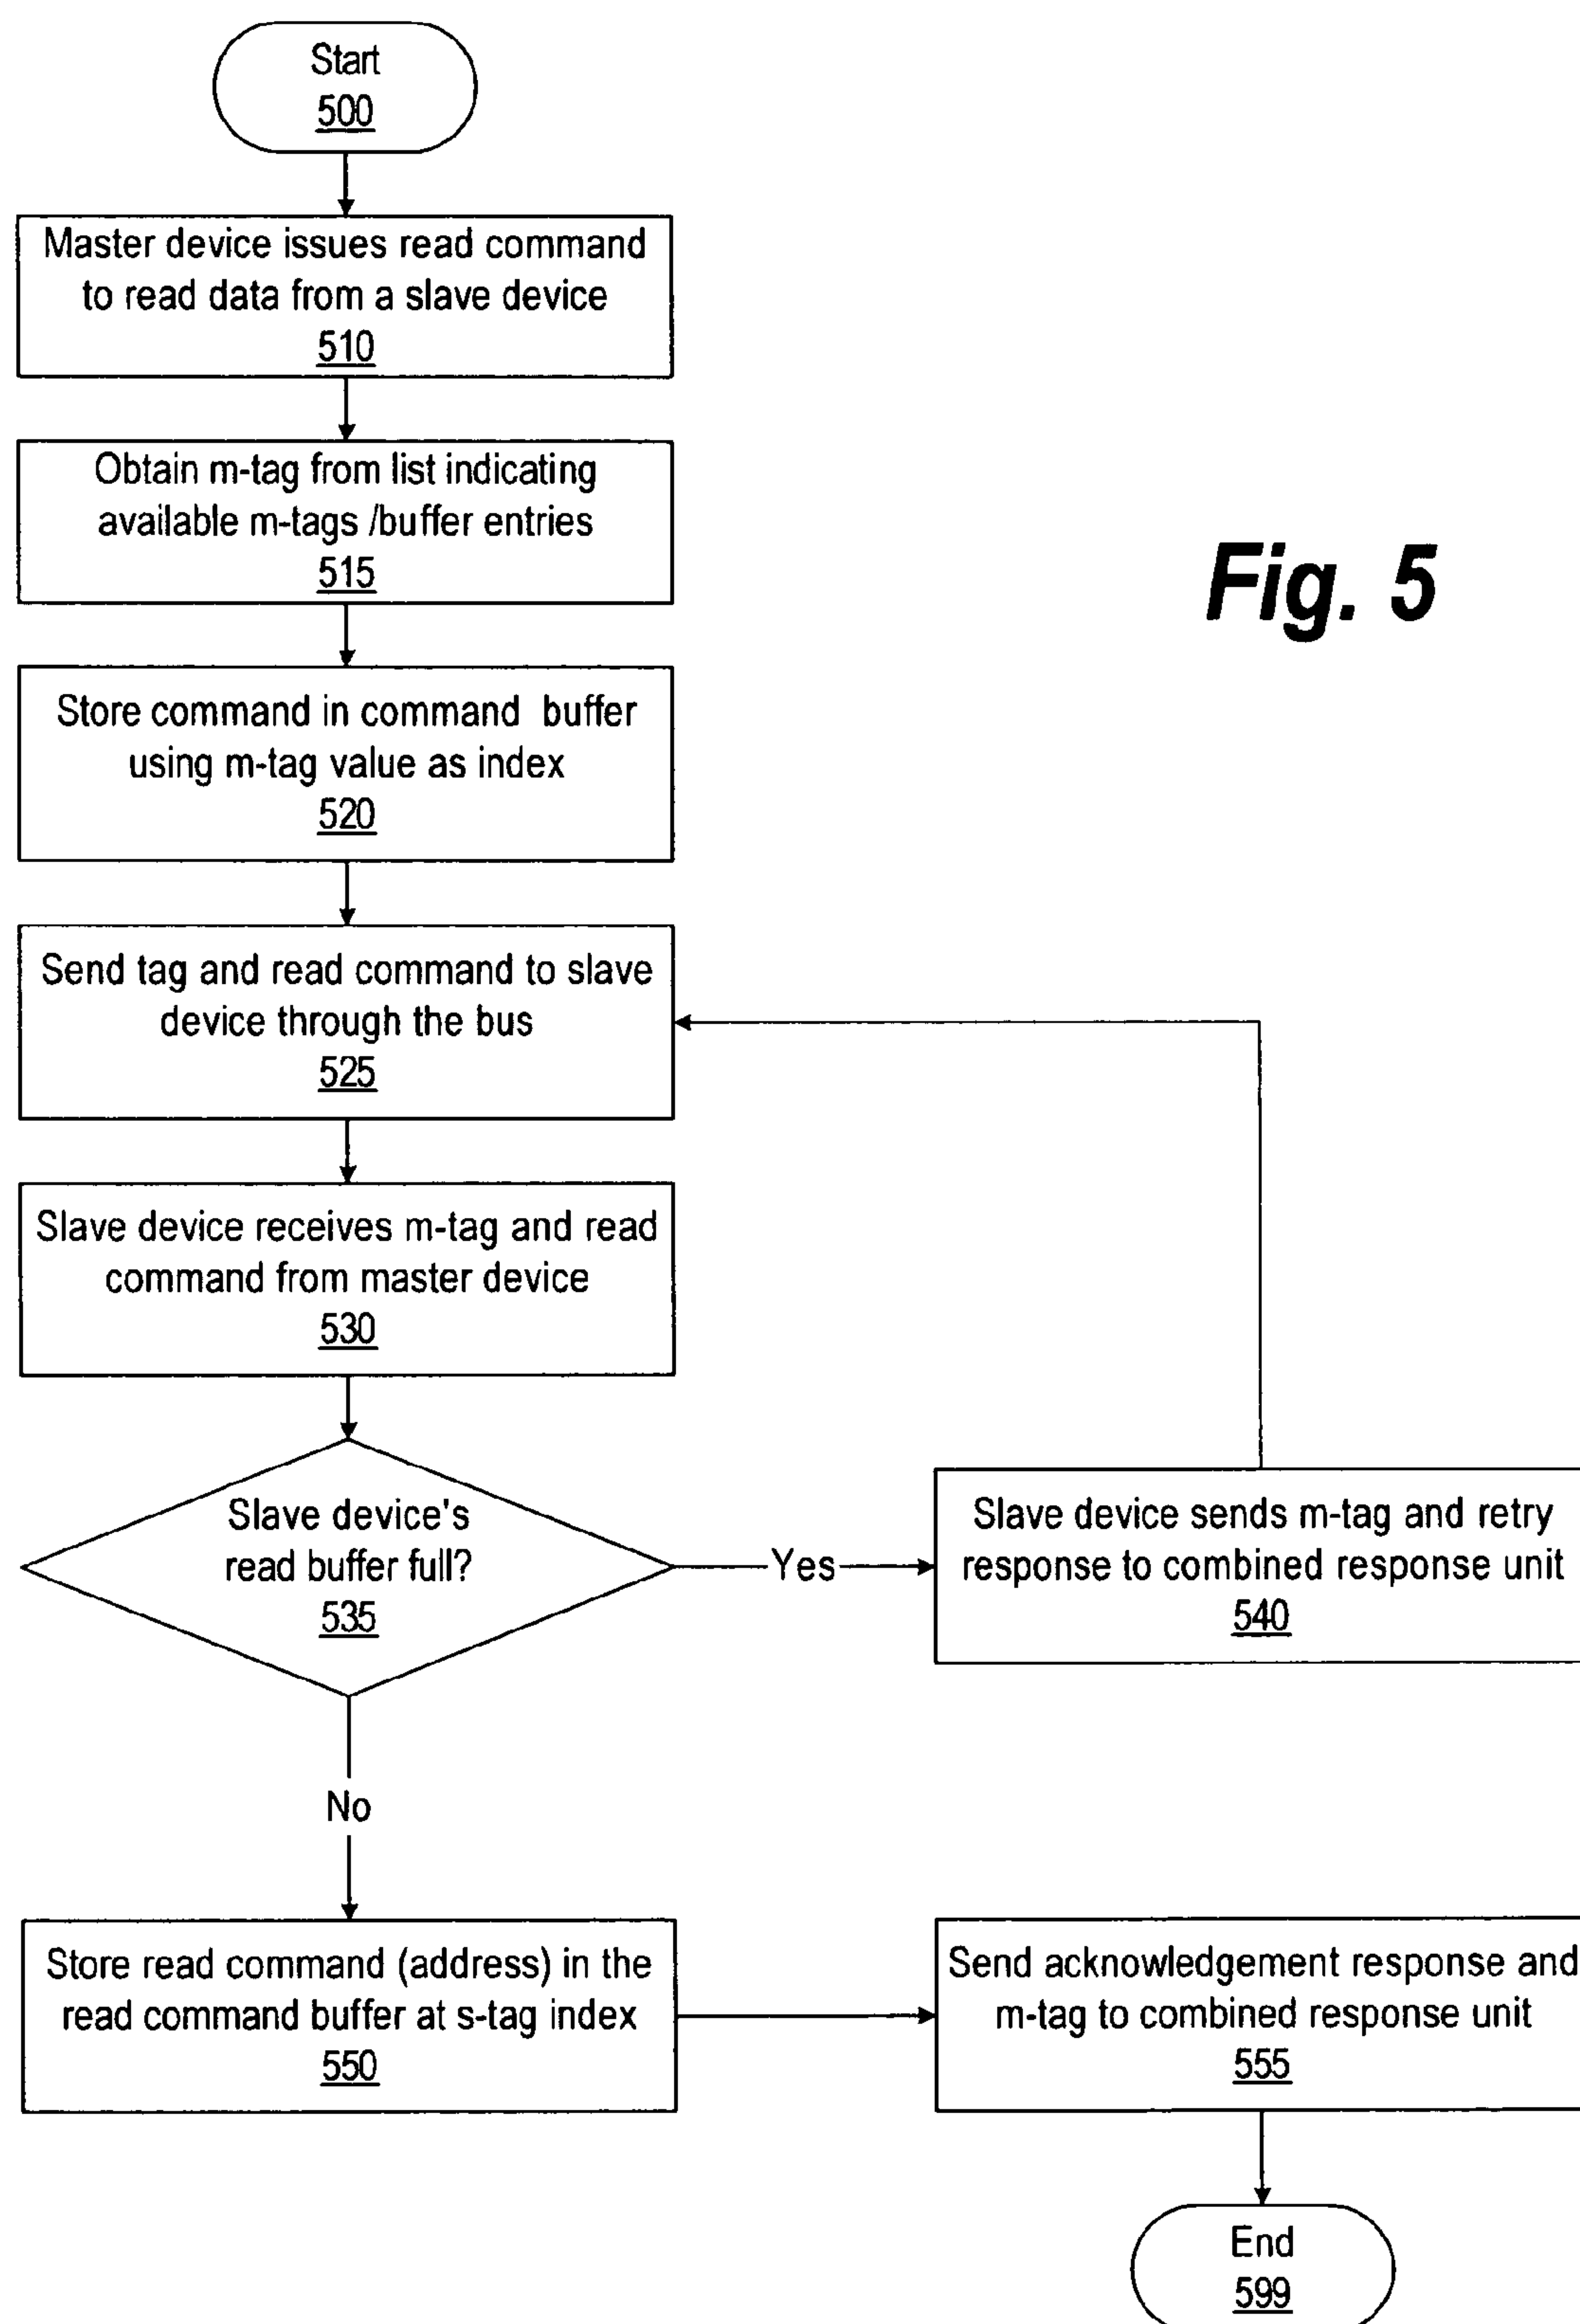 Start
500
Master device issues read command
to read data from a slave device
510
Obtain m-tag from list indicating
available m-tags /buffer entries
515
Fig. 5
Store command in command buffer
using m-tag value as index
520
Send tag and read command to slave
device through the bus
525
Slave device receives m-tag and read
command from master device
530
Slave device's
read buffer full?
535
Yes
Slave device sends m-tag and retry
response to combined response unit
540
No
Store read command (address) in the
read command buffer at s-tag index
550
Send acknowledgement response and
m-tag to combined response unit
555
End
599